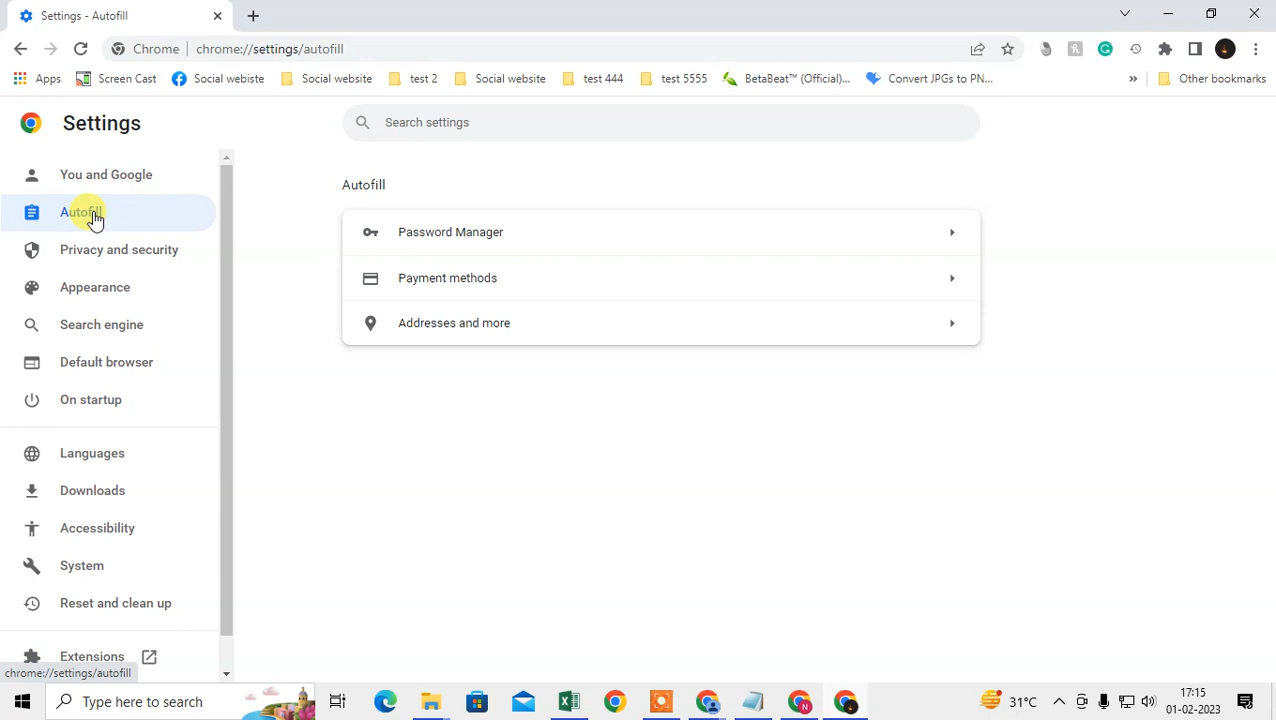 Settings - Autofill
Chrome
chrome://settings/autofill
Apps
Screen Cast
Social webiste
Social website
test 2
Social website
test 444
test 5555
BetaBeat™ (Official)...
Convert JPGs to PN...
»
Other bookmarks
Settings
Search settings
You and Google
Autofill
Privacy and security
Appearance
Search engine
Default browser
On startup
Languages
Downloads
Accessibility
System
Reset and clean up
Extensions
Autofill
Password Manager
Payment methods
Addresses and more
chrome://settings/autofill
Type here to search
N
31°C
17:15
01-02-2023